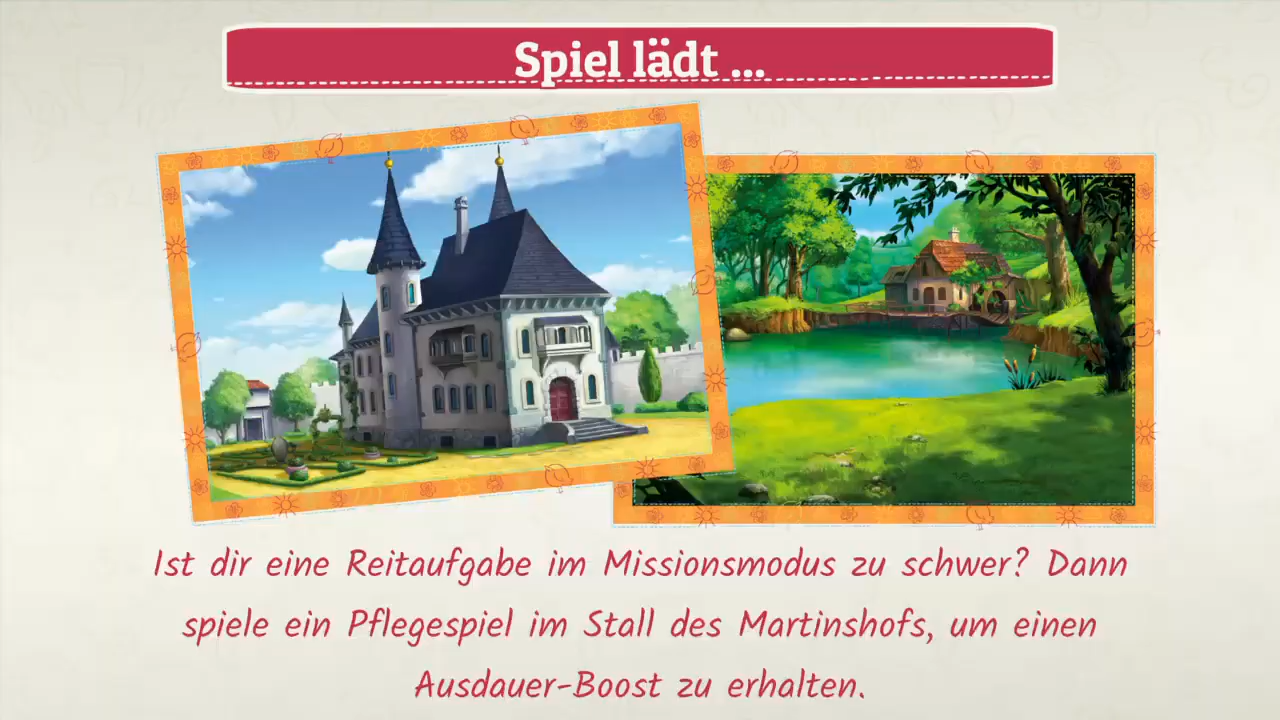 Spiel lädt ...
Ist dir eine Reitaufgabe im Missionsmodus zu schwer? Dann
spiele ein Pflegespiel im Stall des Martinshofs, um einen
Ausdauer-Boost zu erhalten.